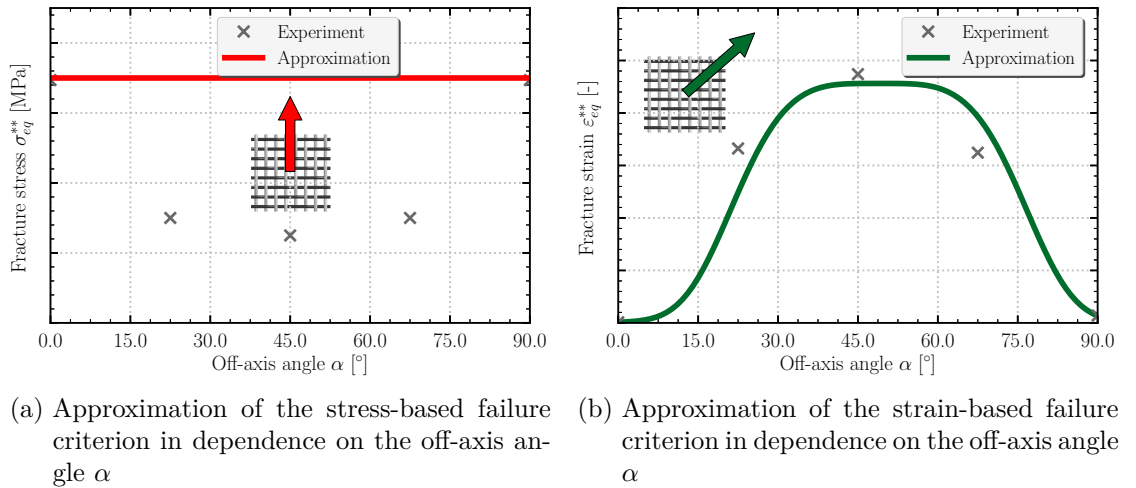 Experiment
Approximation
Fracture stress σ_{eq}^{**} [MPa]
0.0 15.0 30.0 45.0 60.0 75.0 90.0
Off-axis angle α [°]
(a) Approximation of the stress-based failure
criterion in dependence on the off-axis an-
gle α
Experiment
Approximation
Fracture strain ε_{eq}^{**} [-]
0.0 15.0 30.0 45.0 60.0 75.0 90.0
Off-axis angle α [°]
(b) Approximation of the strain-based failure
criterion in dependence on the off-axis angle
α